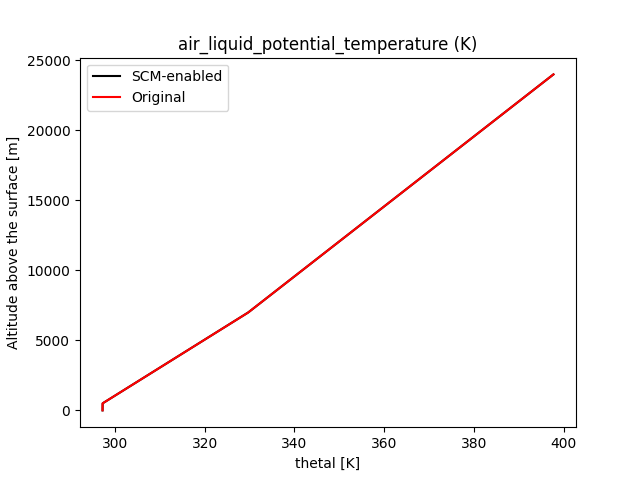 air_liquid_potential_temperature (K)
SCM-enabled
Original
Altitude above the surface [m]
25000
20000
15000
10000
5000
0
300 320 340 360 380 400
thetal [K]